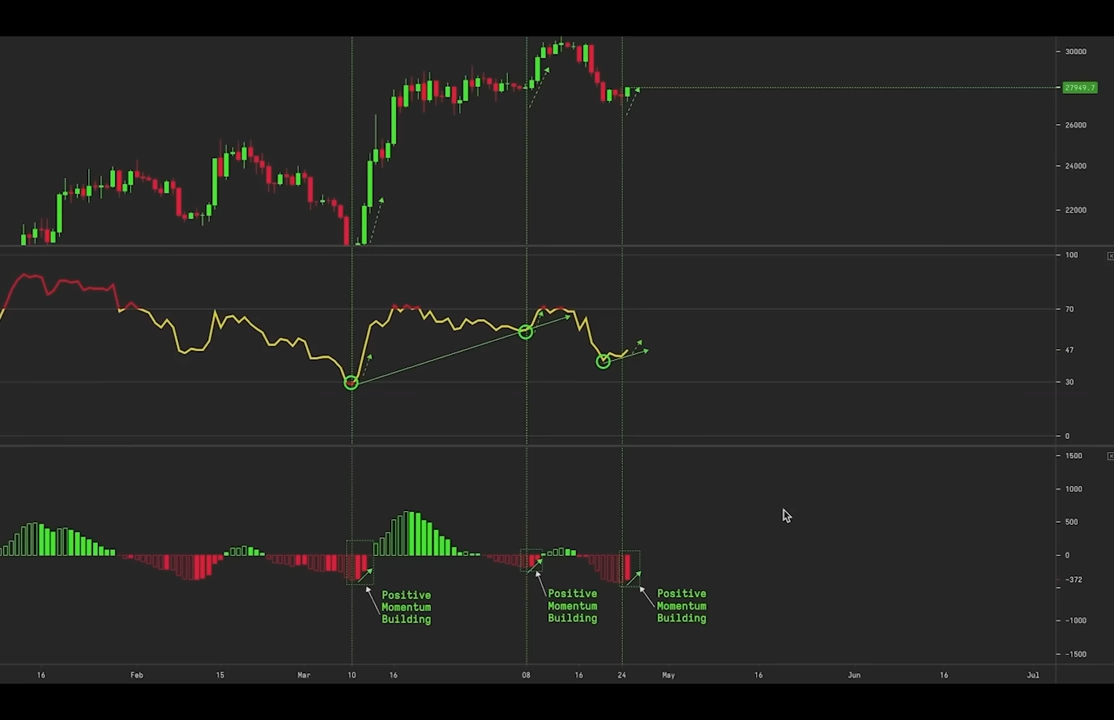 30000
27949.7
26000
24000
22000
100
70
47
30
0
1500
1000
500
0
-372
-1000
-1500
Positive
Momentum
Building
Positive
Momentum
Building
Positive
Momentum
Building
16 Feb 15 Mar 10 16 08 16 24 May 16 Jun 16 Jul